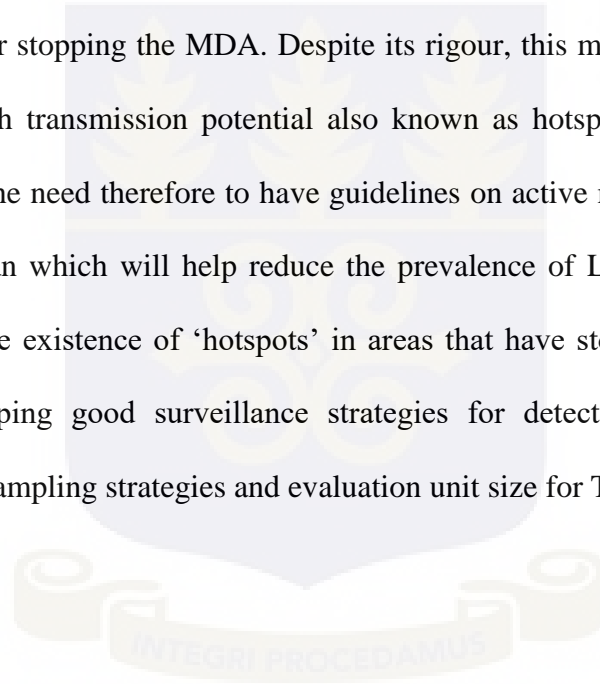 r stopping the MDA. Despite its rigour, this m
h transmission potential also known as hotsp
ne need therefore to have guidelines on active
n which will help reduce the prevalence of L
e existence of ‘hotspots’ in areas that have st
ping good surveillance strategies for detect
ampling strategies and evaluation unit size for T
INTEGRI PROCEDAMUS